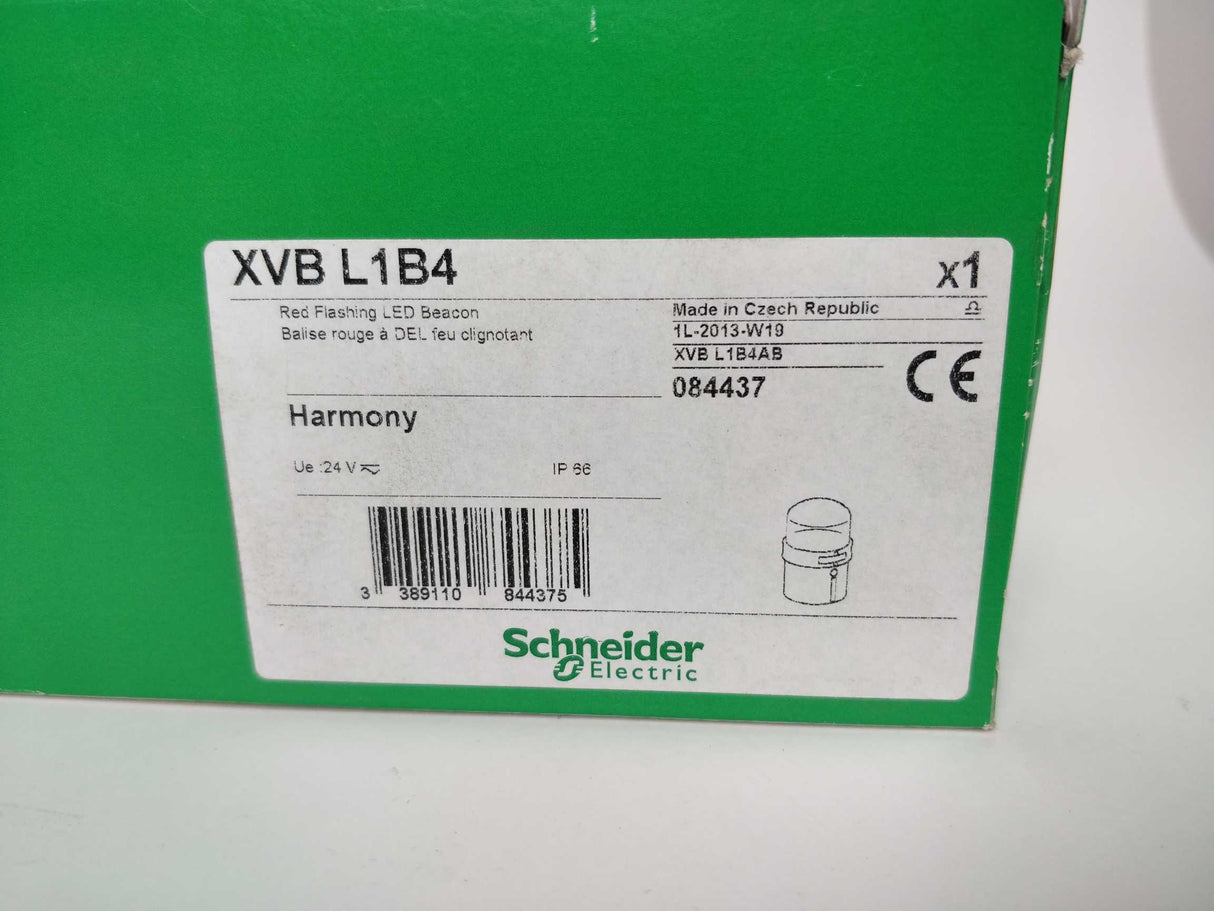 XVB L1B4
x1
Red Flashing LED Beacon
Balise rouge à DEL feu clignotant
Made in Czech Republic
1L-2013-W19
XVB L1B4AB
084437
CE
Harmony
Ue :24 V IP 66
3 389110 844375
Schneider
Electric